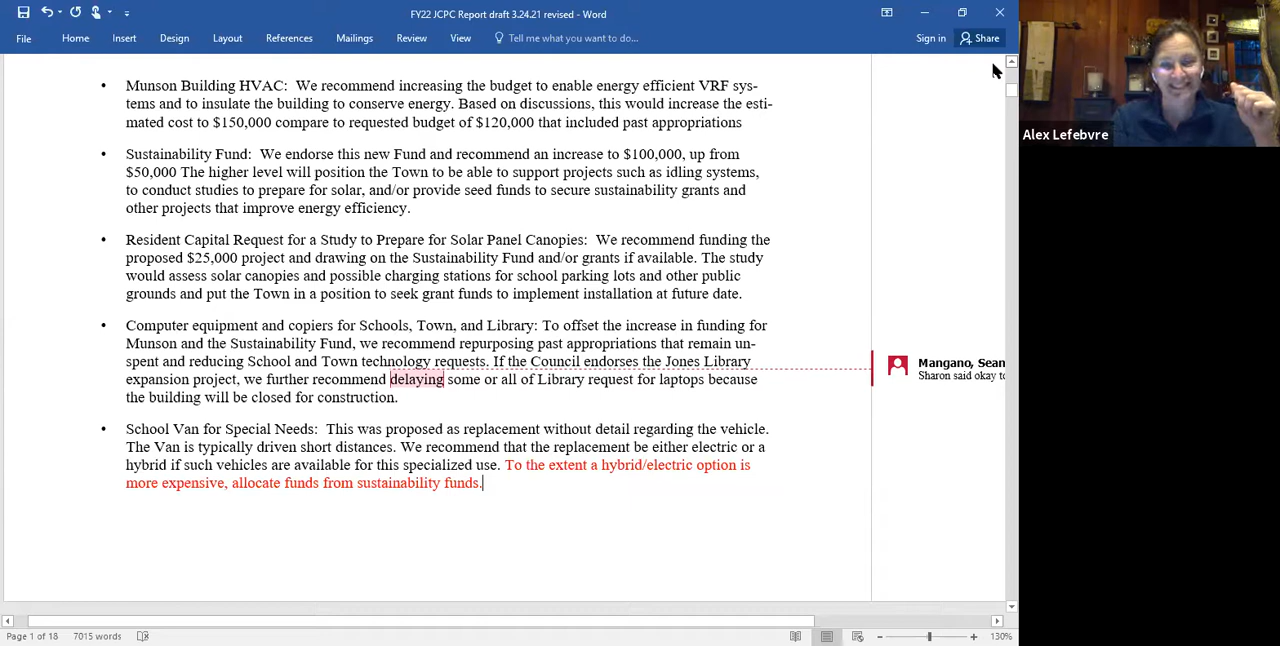 FY22 JCPC Report draft 3.24.21 revised - Word
File Home Insert Design Layout References Mailings Review View Tell me what you want to do... Sign in Share
• Munson Building HVAC: We recommend increasing the budget to enable energy efficient VRF sys-
tems and to insulate the building to conserve energy. Based on discussions, this would increase the esti-
mated cost to $150,000 compare to requested budget of $120,000 that included past appropriations
• Sustainability Fund: We endorse this new Fund and recommend an increase to $100,000, up from
$50,000 The higher level will position the Town to be able to support projects such as idling systems,
to conduct studies to prepare for solar, and/or provide seed funds to secure sustainability grants and
other projects that improve energy efficiency.
• Resident Capital Request for a Study to Prepare for Solar Panel Canopies: We recommend funding the
proposed $25,000 project and drawing on the Sustainability Fund and/or grants if available. The study
would assess solar canopies and possible charging stations for school parking lots and other public
grounds and put the Town in a position to seek grant funds to implement installation at future date.
• Computer equipment and copiers for Schools, Town, and Library: To offset the increase in funding for
Munson and the Sustainability Fund, we recommend repurposing past appropriations that remain un-
spent and reducing School and Town technology requests. If the Council endorses the Jones Library
expansion project, we further recommend delaying some or all of Library request for laptops because
the building will be closed for construction.
• School Van for Special Needs: This was proposed as replacement without detail regarding the vehicle.
The Van is typically driven short distances. We recommend that the replacement be either electric or a
hybrid if such vehicles are available for this specialized use. To the extent a hybrid/electric option is
more expensive, allocate funds from sustainability funds.
Mangano, Sean
Sharon said okay to
Alex Lefebvre
Page 1 of 18 7015 words 130%